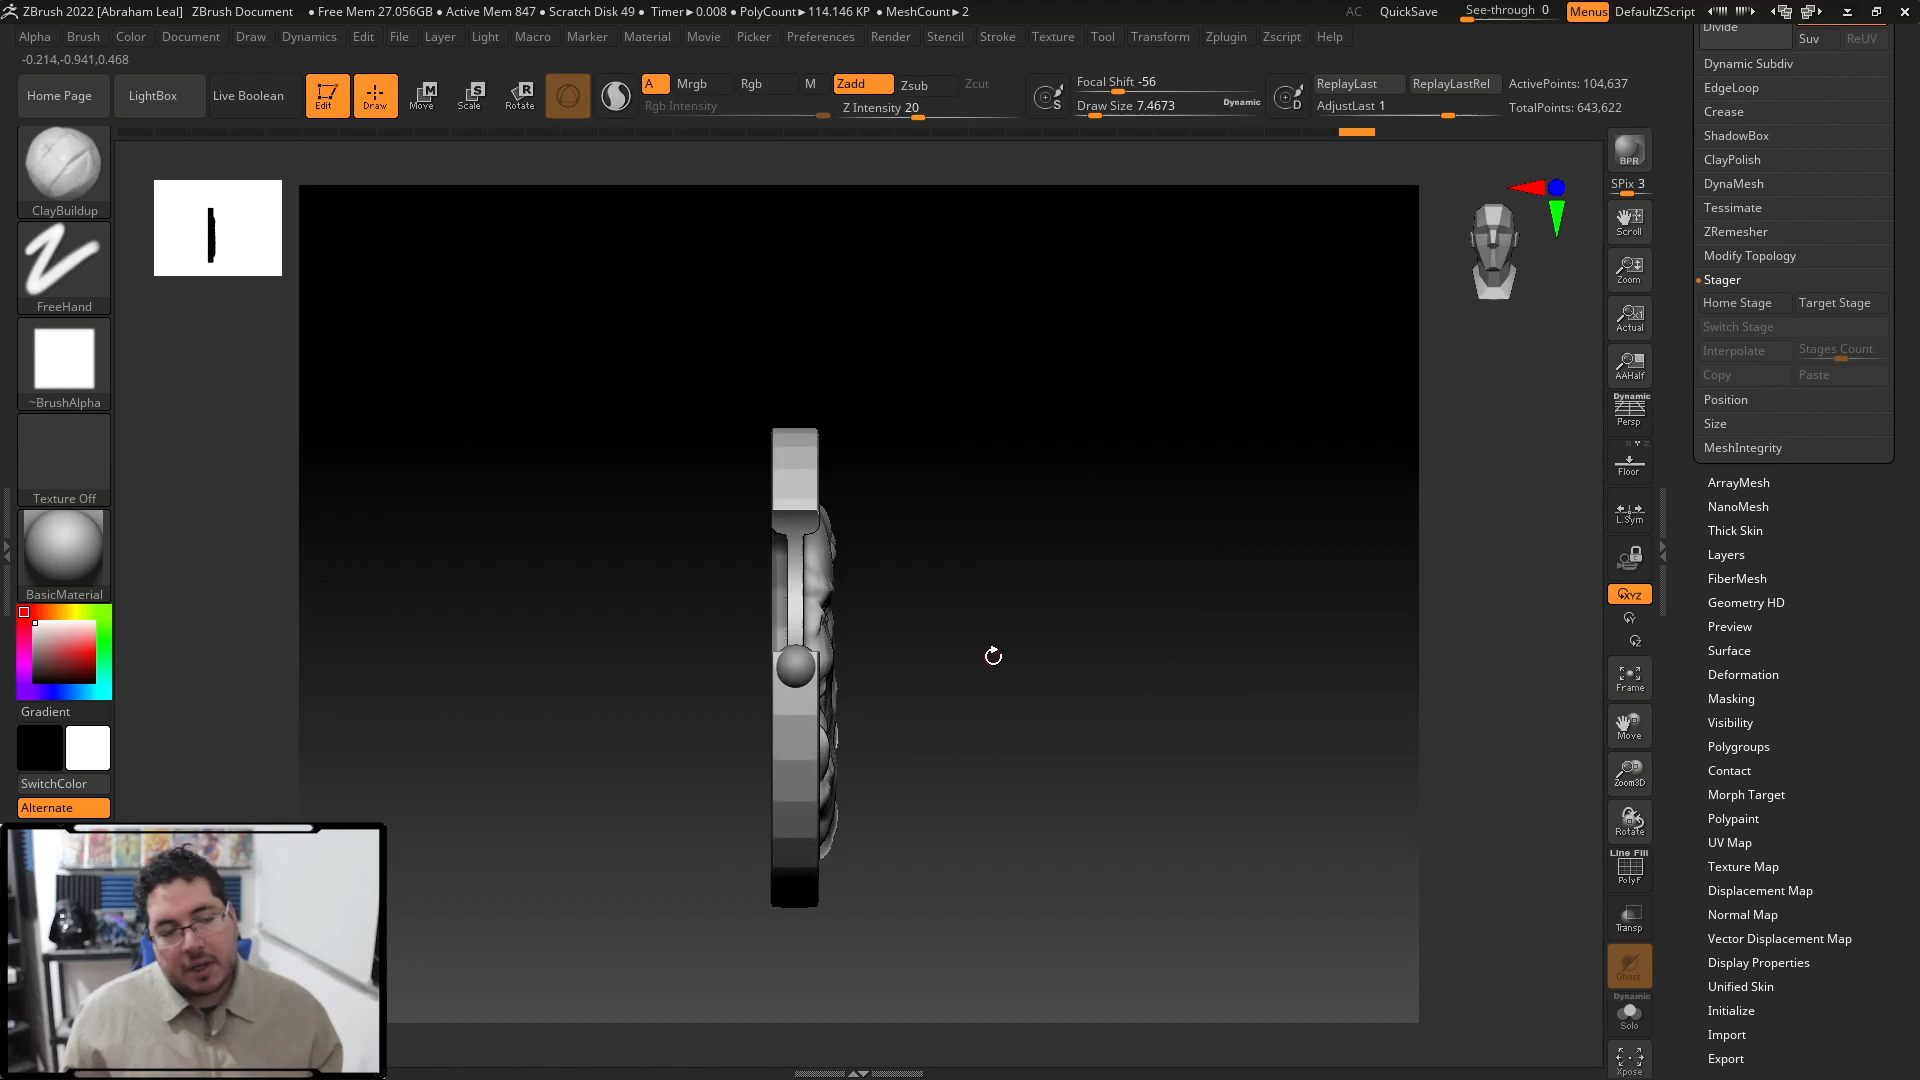 ZBrush 2022 [Abraham Leal] ZBrush Document ● Free Mem 27.056GB ● Active Mem 847 ● Scratch Disk 49 ● Timer►0.008 ● PolyCount► 114.146 KP ● MeshCount►2 AC QuickSave See-through 0 Menus DefaultZScript
Alpha Brush Color Document Draw Dynamics Edit File Layer Light Macro Marker Material Movie Picker Preferences Render Stencil Stroke Texture Tool Transform Zplugin Zscript Help
-0.214,-0.941,0.468
Home Page LightBox Live Boolean Edit Draw Move Scale Rotate
M S R
A Mrgb Rgb M Zadd Zsub Zcut
Rgb Intensity Z Intensity 20
S Focal Shift -56
Draw Size 7.4673 Dynamic
D ReplayLast ReplayLastRel ActivePoints: 104,637
AdjustLast 1 TotalPoints: 643,622
ClayBuildup
FreeHand
~BrushAlpha
Texture Off
BasicMaterial
Gradient
SwitchColor
Alternate
BPR
SPix 3
Scroll
Zoom
Actual
AAHalf
Dynamic
Persp
Floor
L.Sym
XYZ
Y
Z
Frame
Move
Zoom3D
Rotate
Line Fill
PolyF
Transp
Ghost
Dynamic
Solo
Xpose
Divide Suv ReUV
Dynamic Subdiv
EdgeLoop
Crease
ShadowBox
ClayPolish
DynaMesh
Tessimate
ZRemesher
Modify Topology
Stager
Home Stage Target Stage
Switch Stage
Interpolate Stages Count
Copy Paste
Position
Size
MeshIntegrity
ArrayMesh
NanoMesh
Thick Skin
Layers
FiberMesh
Geometry HD
Preview
Surface
Deformation
Masking
Visibility
Polygroups
Contact
Morph Target
Polypaint
UV Map
Texture Map
Displacement Map
Normal Map
Vector Displacement Map
Display Properties
Unified Skin
Initialize
Import
Export